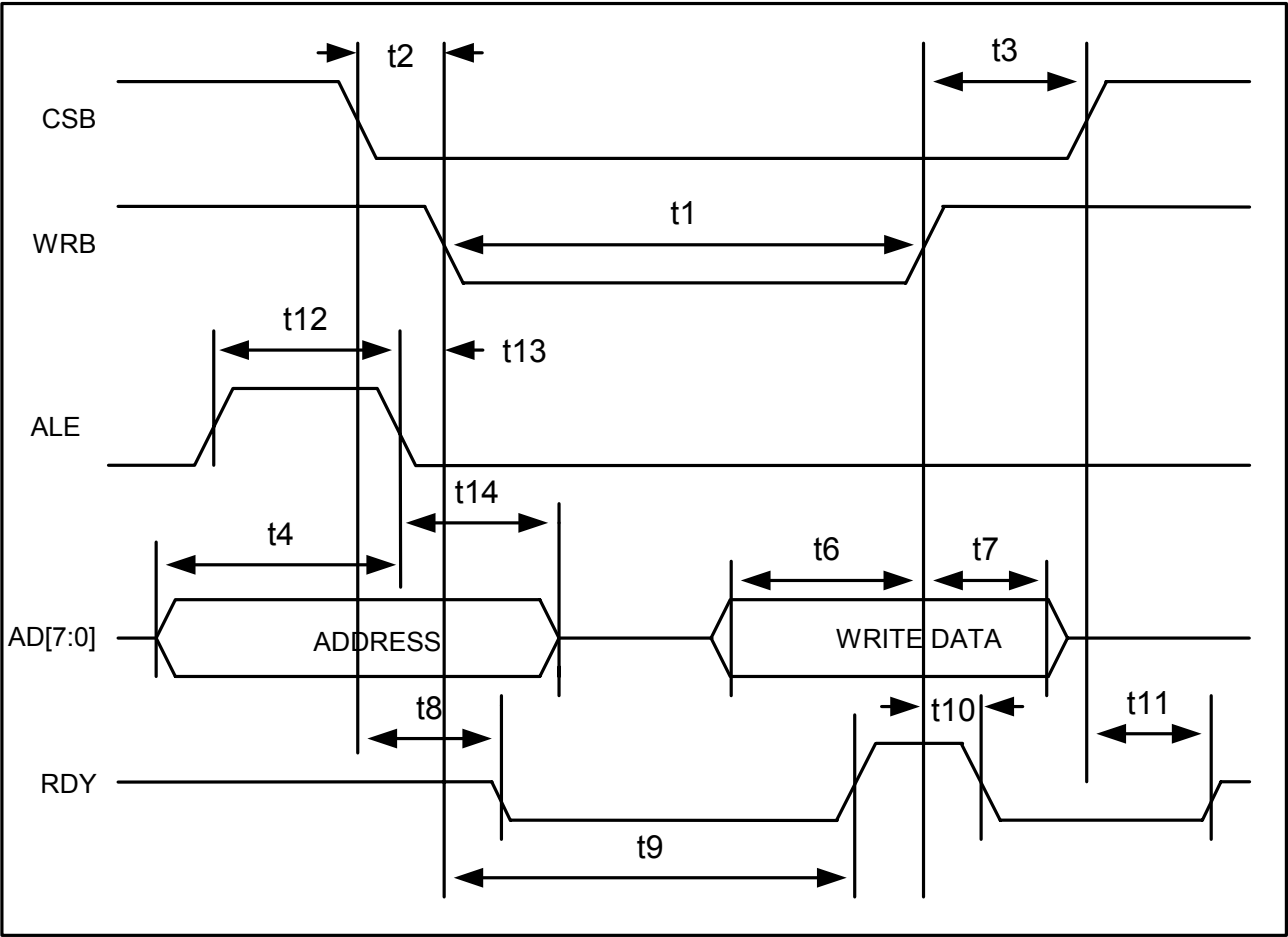 t2
t3
CSB
t1
WRB
t12
t13
ALE
t14
t4
t6
t7
AD[7:0]
ADDRESS
WRITE DATA
t8
t10
t11
RDY
t9